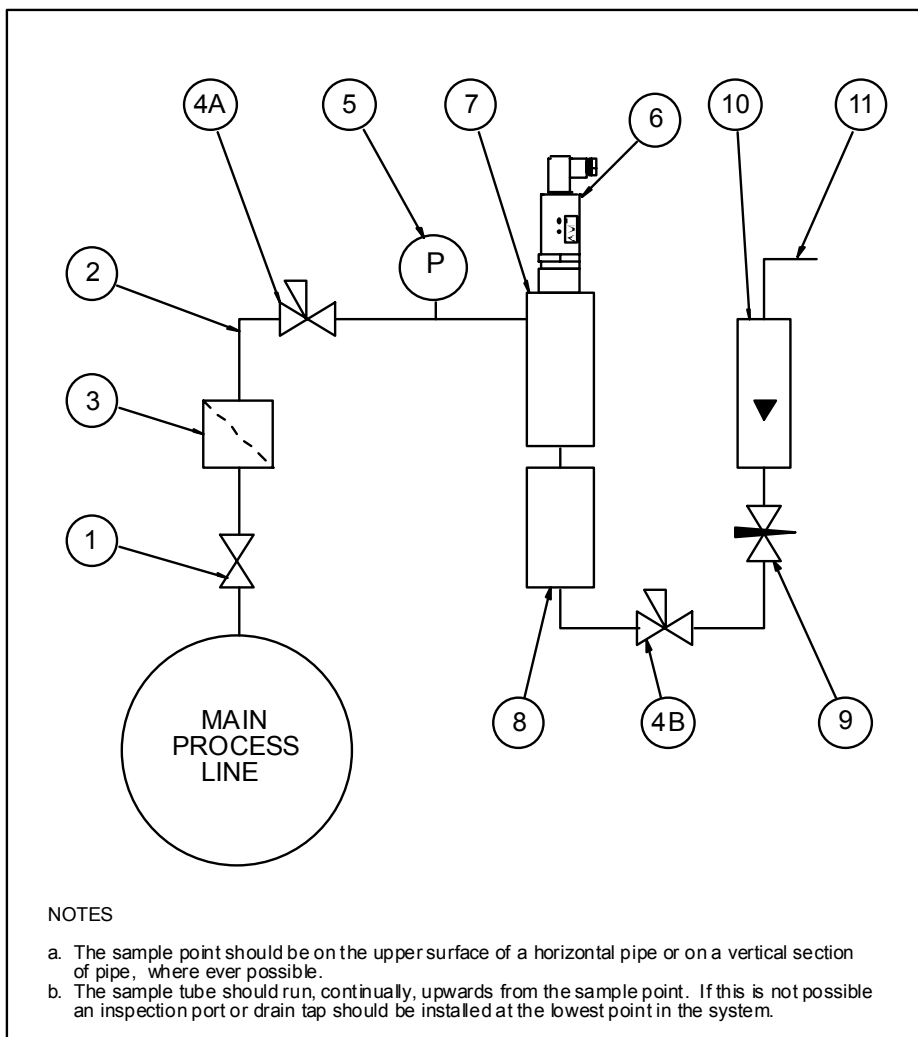 4A 5 7 6 10 11
2
P
3
1
MAIN
PROCESS
LINE
8 4B 9
NOTES
a. The sample point should be on the upper surface of a horizontal pipe or on a vertical section
of pipe, where ever possible.
b. The sample tube should run, continually, upwards from the sample point. If this is not possible
an inspection port or drain tap should be installed at the lowest point in the system.